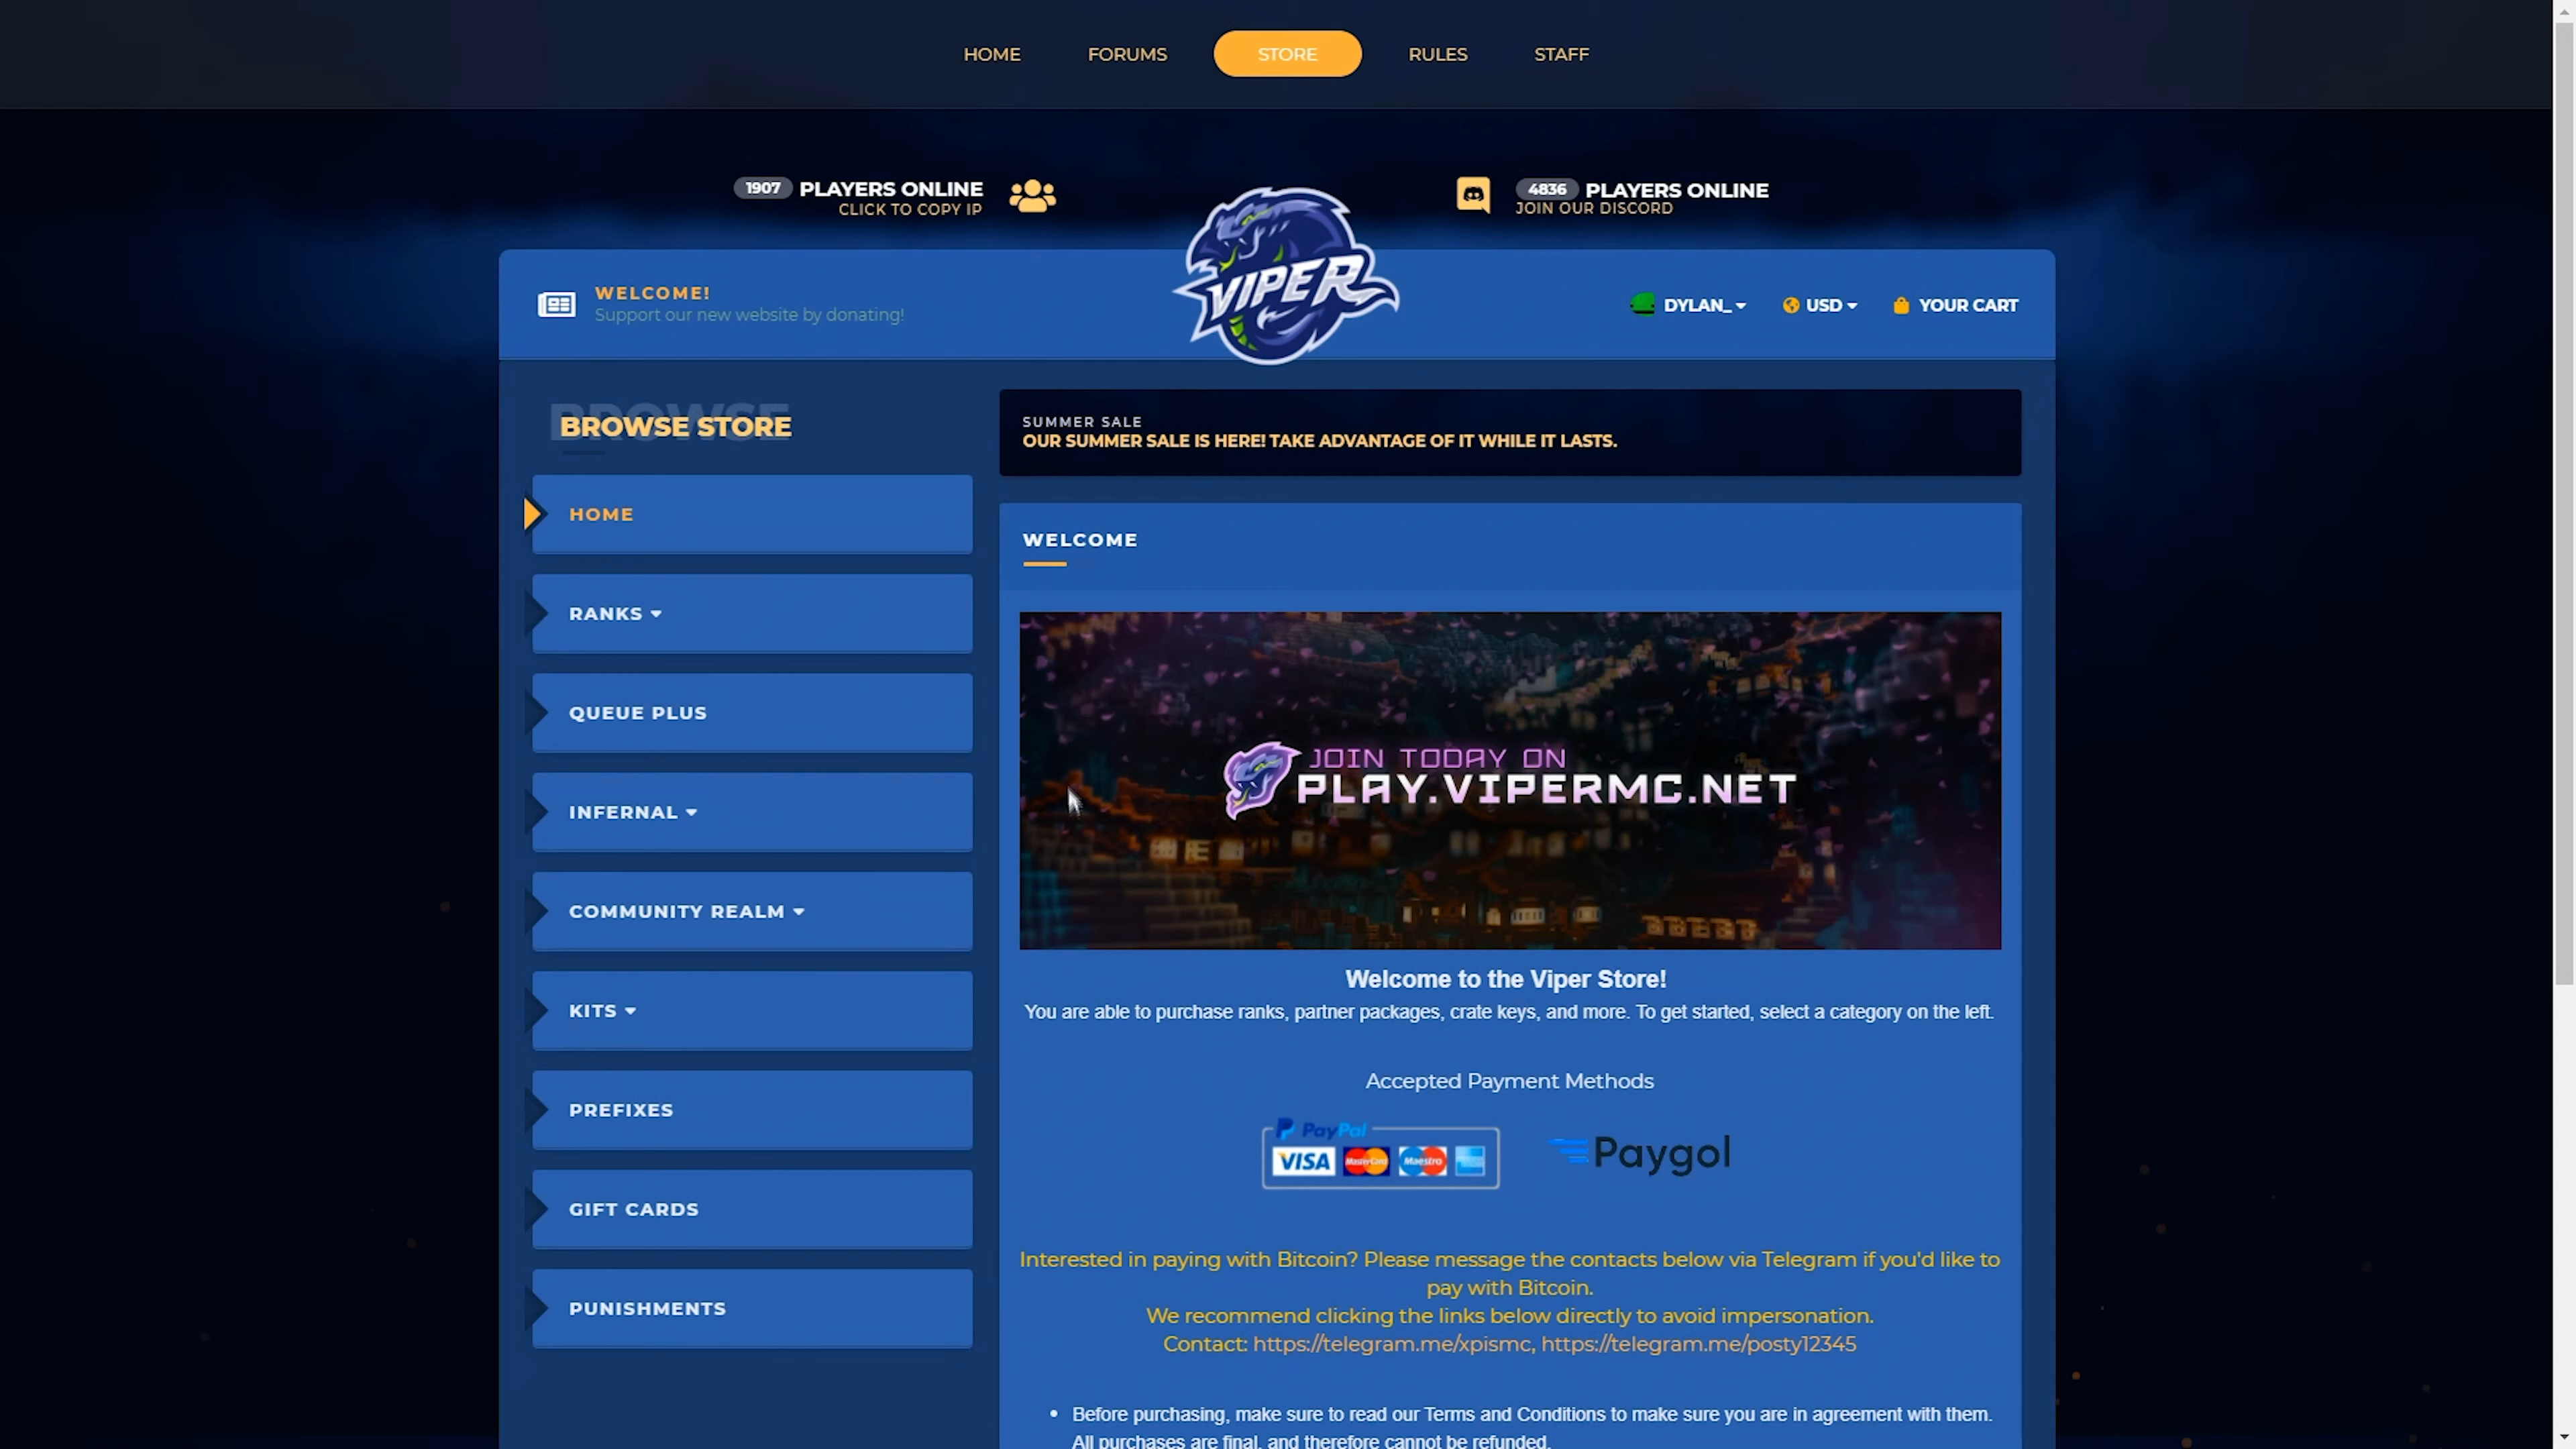 HOME
FORUMS
STORE
RULES
STAFF
1907 PLAYERS ONLINE
CLICK TO COPY IP
4836 PLAYERS ONLINE
JOIN OUR DISCORD
WELCOME!
Support our new website by donating!
VIPER
DYLAN_
USD
YOUR CART
BROWSE
BROWSE STORE
HOME
RANKS
QUEUE PLUS
INFERNAL
COMMUNITY REALM
KITS
PREFIXES
GIFT CARDS
PUNISHMENTS
SUMMER SALE
OUR SUMMER SALE IS HERE! TAKE ADVANTAGE OF IT WHILE IT LASTS.
WELCOME
JOIN TODAY ON
PLAY.VIPERMC.NET
Welcome to the Viper Store!
You are able to purchase ranks, partner packages, crate keys, and more. To get started, select a category on the left.
Accepted Payment Methods
PayPal
VISA MasterCard Maestro
Paygol
Interested in paying with Bitcoin? Please message the contacts below via Telegram if you'd like to
pay with Bitcoin.
We recommend clicking the links below directly to avoid impersonation.
Contact: https://telegram.me/xpismc, https://telegram.me/posty12345
• Before purchasing, make sure to read our Terms and Conditions to make sure you are in agreement with them.
All purchases are final, and therefore cannot be refunded.